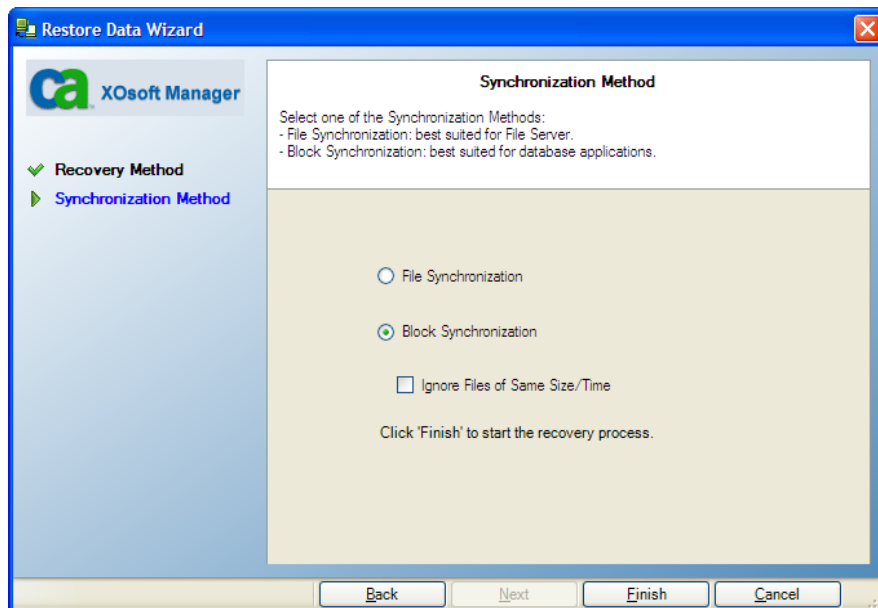 Restore Data Wizard
ca XOsoft Manager
Recovery Method
Synchronization Method
Synchronization Method
Select one of the Synchronization Methods:
- File Synchronization: best suited for File Server.
- Block Synchronization: best suited for database applications.
File Synchronization
Block Synchronization
Ignore Files of Same Size/Time
Click 'Finish' to start the recovery process.
Back Next Finish Cancel